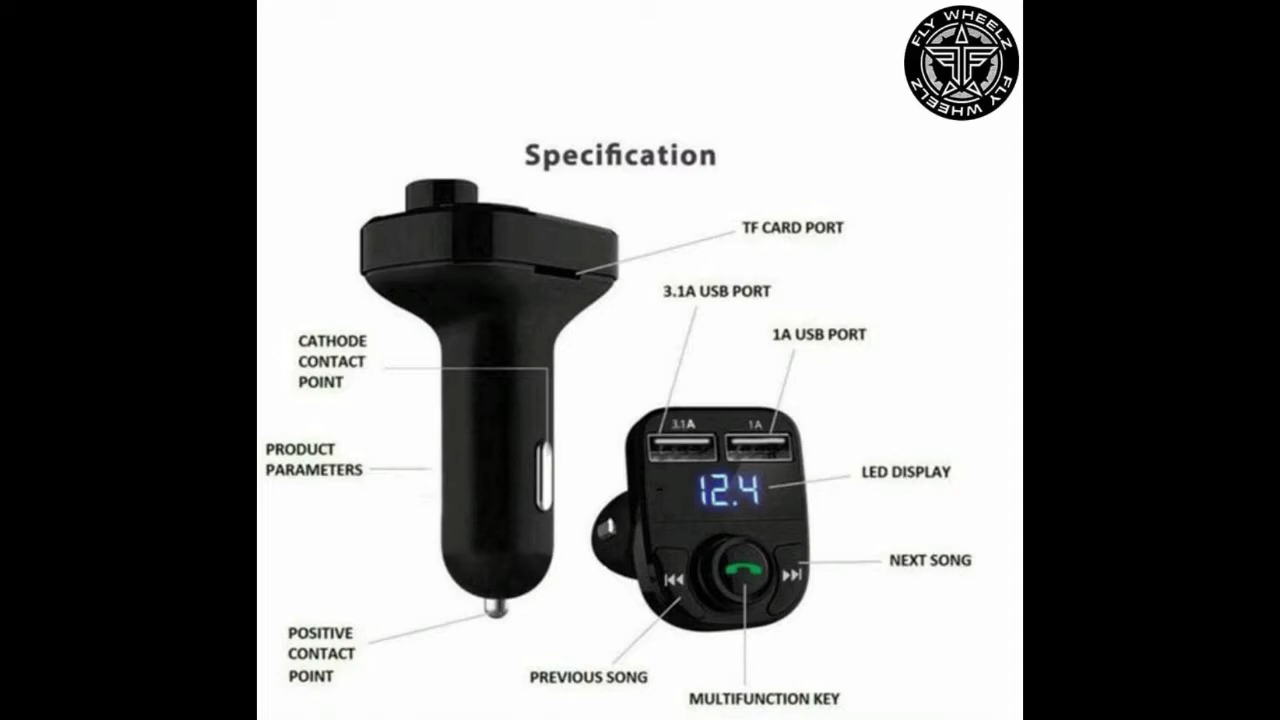 FLY WHEELZ
FLY WHEELZ
Specification
TF CARD PORT
3.1A USB PORT
1A USB PORT
CATHODE
CONTACT
POINT
3.1A
1A
PRODUCT
PARAMETERS
LED DISPLAY
12.4
NEXT SONG
POSITIVE
CONTACT
POINT
PREVIOUS SONG
MULTIFUNCTION KEY